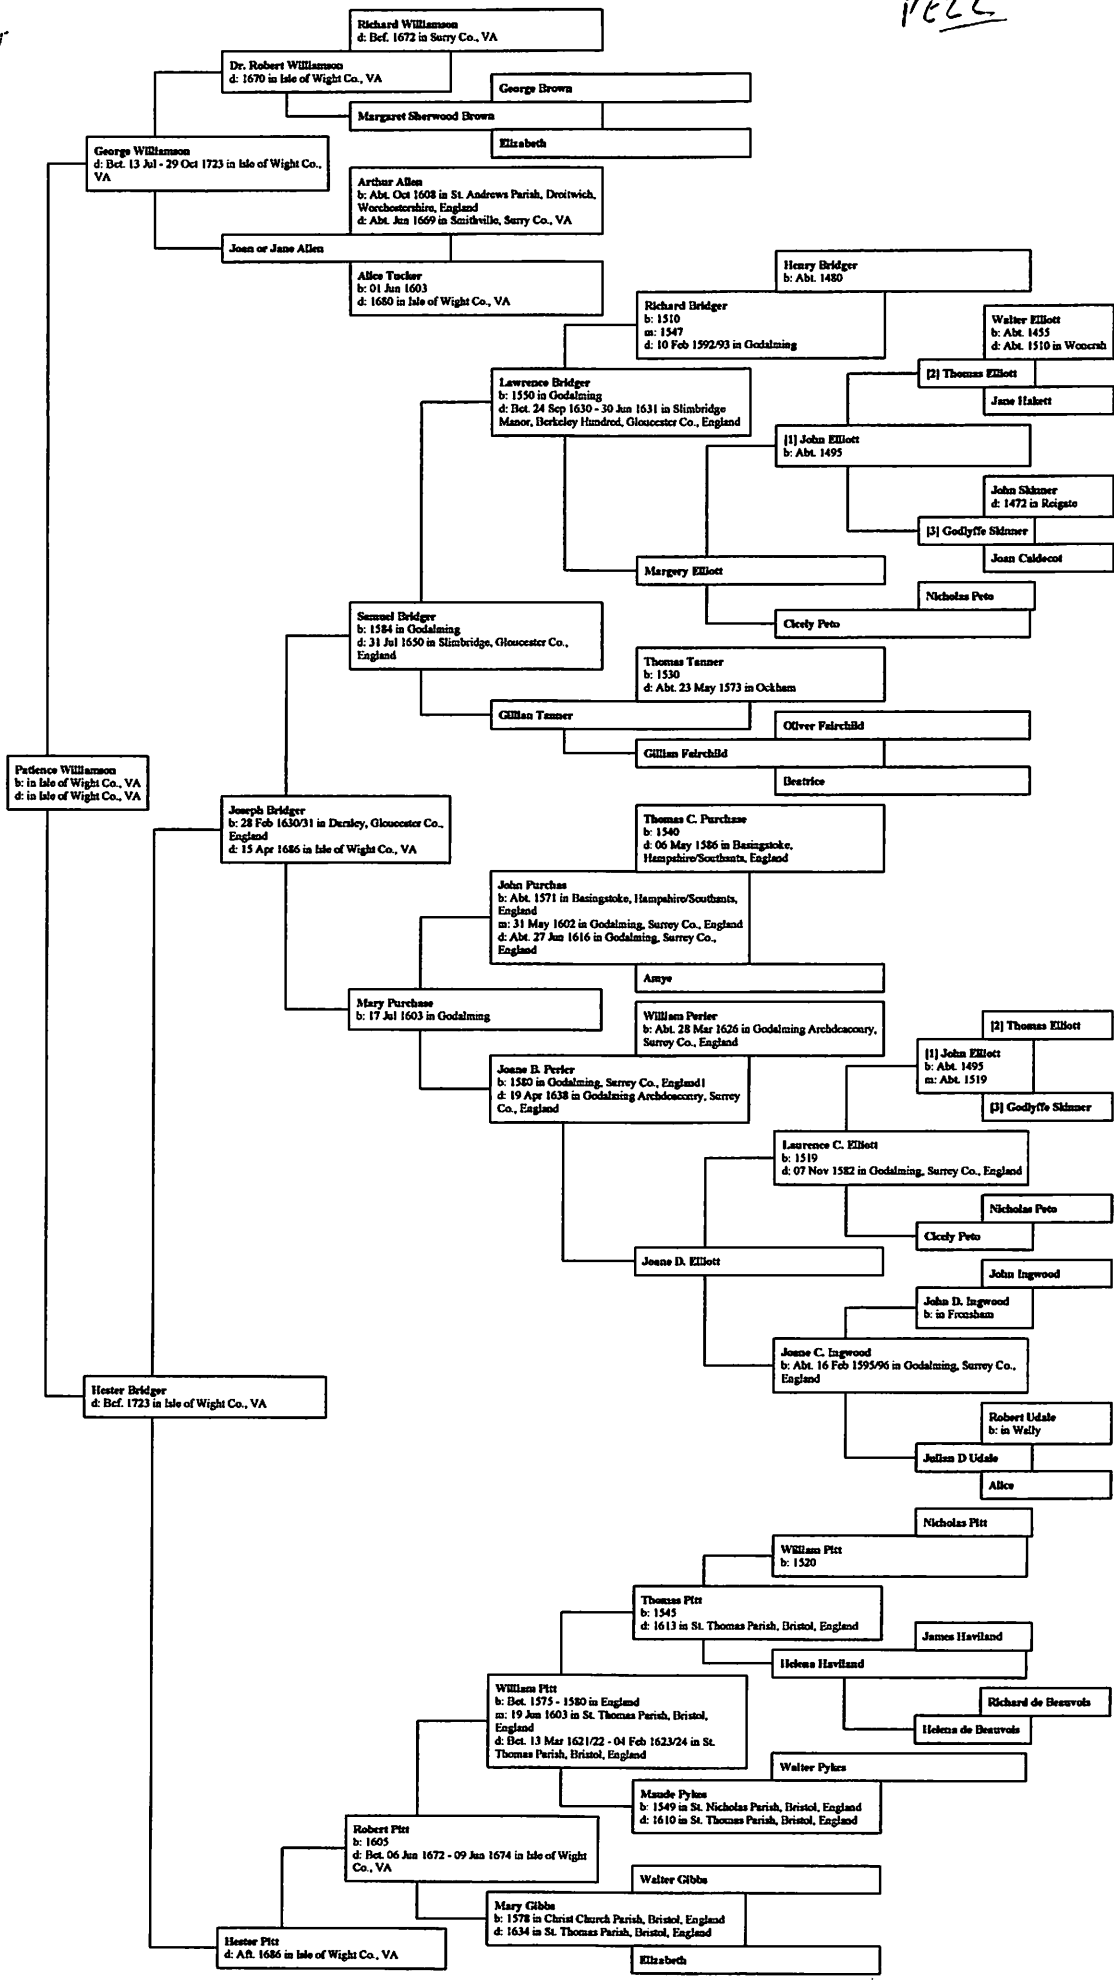 PELL
Richard Williamson
d: Bef. 1672 in Surry Co., VA
Dr. Robert Williamson
d: 1670 in Isle of Wight Co., VA
George Brown
Margaret Sherwood Brown
Elizabeth
George Williamson
d: Bet. 13 Jul - 29 Oct 1723 in Isle of Wight Co.,
VA
Arthur Allen
b: Abt. Oct 1608 in St. Andrews Parish, Droitwich,
Worchestershire, England
d: Abt. Jun 1669 in Smithville, Surry Co., VA
Joan or Jane Allen
Alice Tucker
b: 01 Jun 1603
d: 1680 in Isle of Wight Co., VA
Henry Bridger
b: Abt. 1480
Richard Bridger
b: 1510
m: 1547
d: 10 Feb 1592/93 in Godalming
Walter Elliott
b: Abt. 1455
d: Abt. 1510 in Wonersh
[2] Thomas Elliott
Jane Hakett
Lawrence Bridger
b: 1550 in Godalming
d: Bet. 24 Sep 1630 - 30 Jun 1631 in Slimbridge
Manor, Berkeley Hundred, Gloucester Co., England
[1] John Elliott
b: Abt. 1495
John Skinner
d: 1472 in Reigate
[3] Godlyffe Skinner
Joan Caldecot
Margery Elliott
Nicholas Peto
Cicely Peto
Samuel Bridger
b: 1584 in Godalming
d: 31 Jul 1650 in Slimbridge, Gloucester Co.,
England
Thomas Tanner
b: 1530
d: Abt. 23 May 1573 in Ockham
Gillian Tanner
Oliver Fairchild
Gillian Fairchild
Beatrice
Patience Williamson
b: in Isle of Wight Co., VA
d: in Isle of Wight Co., VA
Joseph Bridger
b: 28 Feb 1630/31 in Dursley, Gloucester Co.,
England
d: 15 Apr 1686 in Isle of Wight Co., VA
Thomas C. Purchase
b: 1540
d: 06 May 1586 in Basingstoke,
Hampshire/Southants, England
John Purchas
b: Abt. 1571 in Basingstoke, Hampshire/Southants,
England
m: 31 May 1602 in Godalming, Surrey Co., England
d: Abt. 27 Jun 1616 in Godalming, Surrey Co.,
England
Amye
Mary Purchase
b: 17 Jul 1603 in Godalming
William Perier
b: Abt. 28 Mar 1626 in Godalming Archdeaconry,
Surrey Co., England
Joane B. Perier
b: 1580 in Godalming, Surrey Co., England1
d: 19 Apr 1638 in Godalming Archdeaconry, Surrey
Co., England
[2] Thomas Elliott
[1] John Elliott
b: Abt. 1495
m: Abt. 1519
[3] Godlyffe Skinner
Laurence C. Elliott
b: 1519
d: 07 Nov 1582 in Godalming, Surrey Co., England
Nicholas Peto
Cicely Peto
Joane D. Elliott
John Ingwood
John D. Ingwood
b: in Frensham
Joane C. Ingwood
b: Abt. 16 Feb 1595/96 in Godalming, Surrey Co.,
England
Robert Udale
b: in Wally
Julian D Udale
Alice
Hester Bridger
d: Bef. 1723 in Isle of Wight Co., VA
Nicholas Pitt
William Pitt
b: 1520
Thomas Pitt
b: 1545
d: 1613 in St. Thomas Parish, Bristol, England
James Haviland
Helena Haviland
Richard de Beauvois
Helena de Beauvois
William Pitt
b: Bet. 1575 - 1580 in England
m: 19 Jun 1603 in St. Thomas Parish, Bristol,
England
d: Bet. 13 Mar 1621/22 - 04 Feb 1623/24 in St.
Thomas Parish, Bristol, England
Walter Pykes
Maude Pykes
b: 1549 in St. Nicholas Parish, Bristol, England
d: 1610 in St. Thomas Parish, Bristol, England
Robert Pitt
b: 1605
d: Bet. 06 Jun 1672 - 09 Jan 1674 in Isle of Wight
Co., VA
Walter Gibbs
Mary Gibbs
b: 1578 in Christ Church Parish, Bristol, England
d: 1634 in St. Thomas Parish, Bristol, England
Elizabeth
Hester Pitt
d: Aft. 1686 in Isle of Wight Co., VA